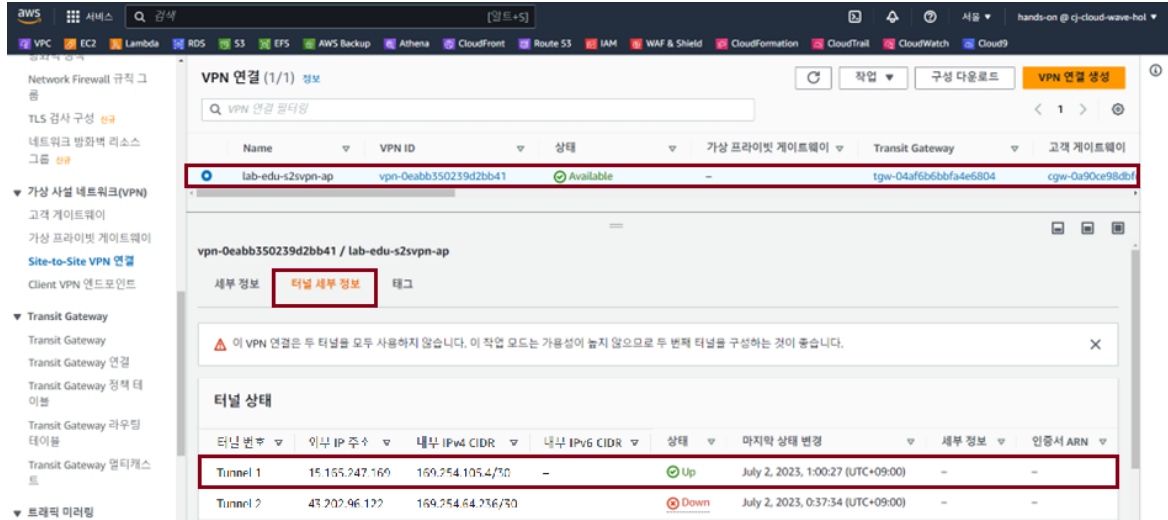 aws 서비스 검색 [알트+S] 서울 ▼ hands-on @ cj-cloud-wave-hol ▼
VPC EC2 Lambda RDS S3 EFS AWS Backup Athena CloudFront Route 53 IAM WAF & Shield CloudFormation CloudTrail CloudWatch Cloud9
Network Firewall 규칙 그
룹
TLS 검사 구성 신규
네트워크 방화벽 리소스
그룹 신규
▼ 가상 사설 네트워크(VPN)
고객 게이트웨이
가상 프라이빗 게이트웨이
Site-to-Site VPN 연결
Client VPN 엔드포인트
▼ Transit Gateway
Transit Gateway
Transit Gateway 연결
Transit Gateway 정책 테
이블
Transit Gateway 라우팅
테이블
Transit Gateway 멀티캐스
트
▼ 트래픽 미러링
VPN 연결 (1/1) 정보
작업 ▼ 구성 다운로드 VPN 연결 생성
VPN 연결 필터링
< 1 >
Name VPN ID 상태 가상 프라이빗 게이트웨이 Transit Gateway 고객 게이트웨이
lab-edu-s2svpn-ap vpn-0eabb350239d2bb41 Available – tgw-04af6b6bbfa4e6804 cgw-0a90ce98dbf
vpn-0eabb350239d2bb41 / lab-edu-s2svpn-ap
세부 정보 터널 세부 정보 태그
이 VPN 연결은 두 터널을 모두 사용하지 않습니다. 이 작업 모드는 가용성이 높지 않으므로 두 번째 터널을 구성하는 것이 좋습니다.
터널 상태
터널 번호 외부 IP 주소 내부 IPv4 CIDR 내부 IPv6 CIDR 상태 마지막 상태 변경 세부 정보 인증서 ARN
Tunnel 1 15.165.247.169 169.254.105.4/30 – Up July 2, 2023, 1:00:27 (UTC+09:00) – –
Tunnel 2 43.202.96.122 169.254.64.236/30 Down July 2, 2023, 0:37:34 (UTC+09:00) – –